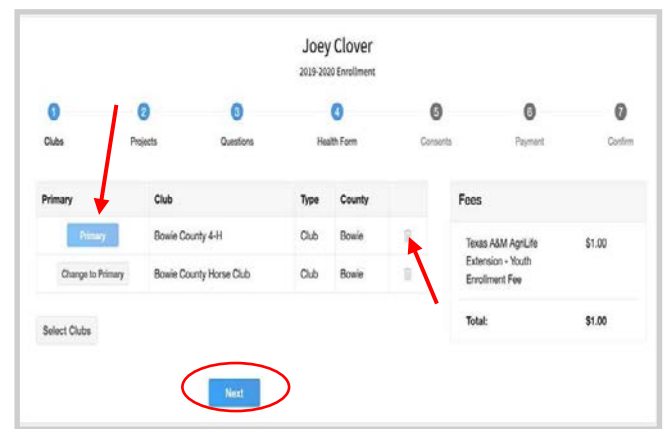 Joey Clover
2019-2020 Enrollment
1 2 3 4 5 6 7
Clubs Projects Questions Health Form Consents Payment Confirm
Primary Club Type County
Primary Bowie County 4-H Club Bowie
Change to Primary Bowie County Horse Club Club Bowie
Select Clubs
Next
Fees
Texas A&M AgriLife $1.00
Extension - Youth
Enrollment Fee
Total: $1.00